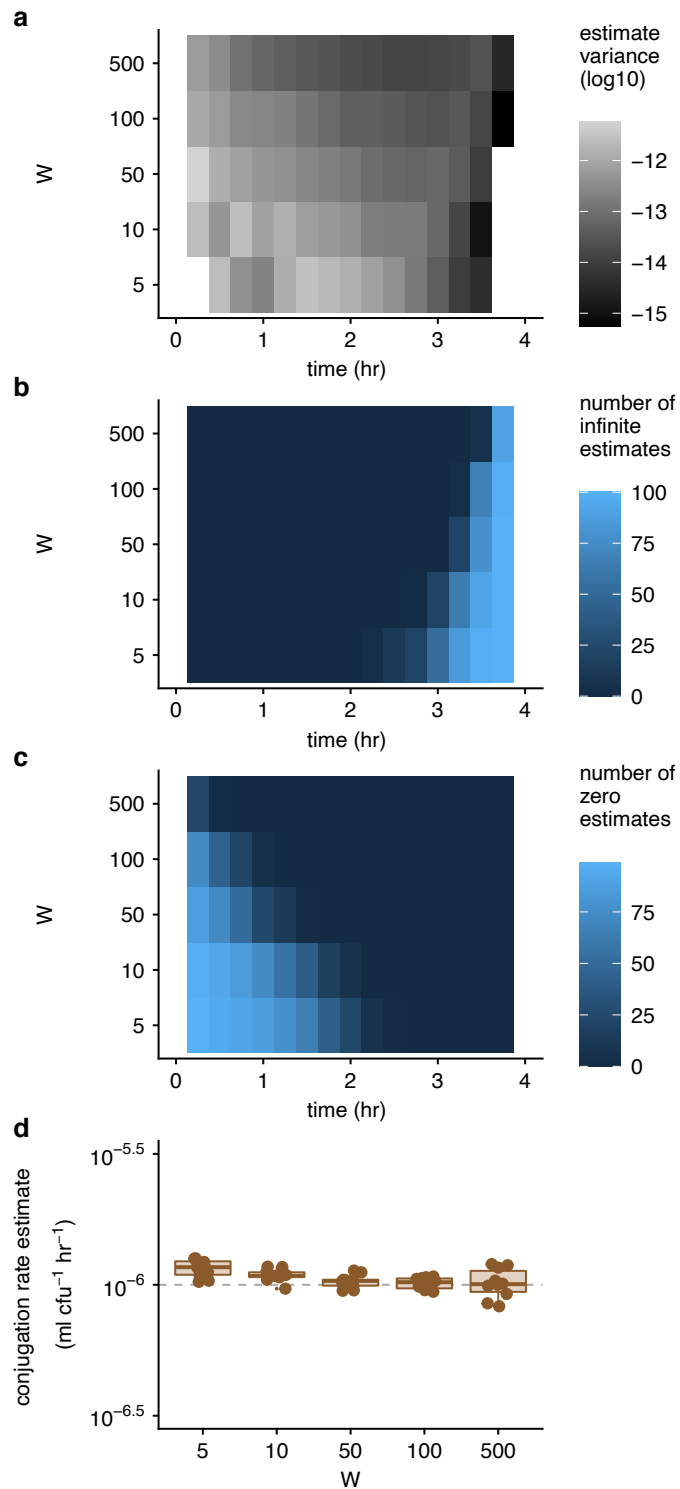 a
estimate
variance
(log10)
500
100
50
10
5
W
−12
−13
−14
−15
0 1 2 3 4
time (hr)
b
number of
infinite
estimates
500
100
50
10
5
W
100
75
50
25
0
0 1 2 3 4
time (hr)
c
number of
zero
estimates
500
100
50
10
5
W
75
50
25
0
0 1 2 3 4
time (hr)
d
conjugation rate estimate
(ml cfu⁻¹ hr⁻¹)
10⁻⁵·⁵
10⁻⁶
10⁻⁶·⁵
5 10 50 100 500
W